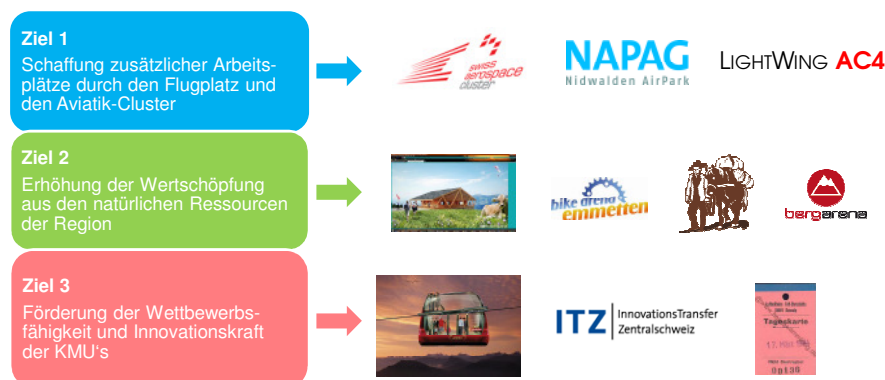 Ziel 1
Schaffung zusätzlicher Arbeits-
plätze durch den Flugplatz und
den Aviatik-Cluster
swiss
aerospace
cluster
NAPAG
Nidwalden AirPark
LIGHTWING AC4
Ziel 2
Erhöhung der Wertschöpfung
aus den natürlichen Ressourcen
der Region
bike arena
emmetten
bergarena
Ziel 3
Förderung der Wettbewerbs-
fähigkeit und Innovationskraft
der KMU's
ITZ
InnovationsTransfer
Zentralschweiz
Tageskarte